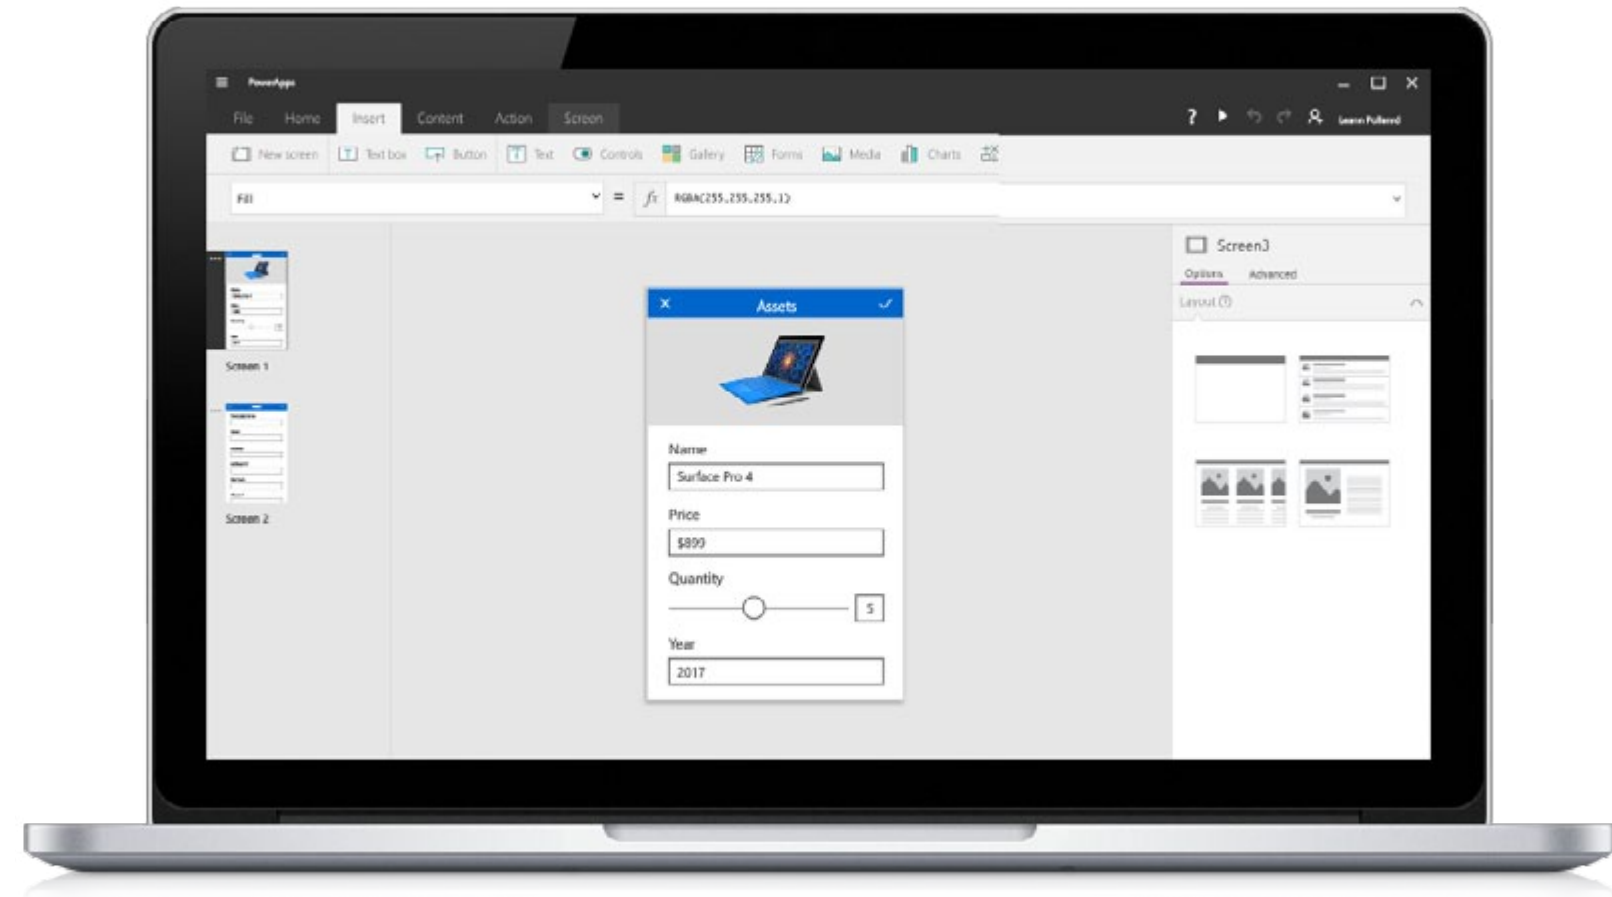 PowerApps
File Home Insert Content Action Screen
?
New screen Text box Button Text Controls Gallery Forms Media Charts
Fill = fx RGBA(255,255,255,1)
Screen3
Options Advanced
Layout
Screen 1
Screen 2
Assets
Name
Surface Pro 4
Price
$899
Quantity
5
Year
2017